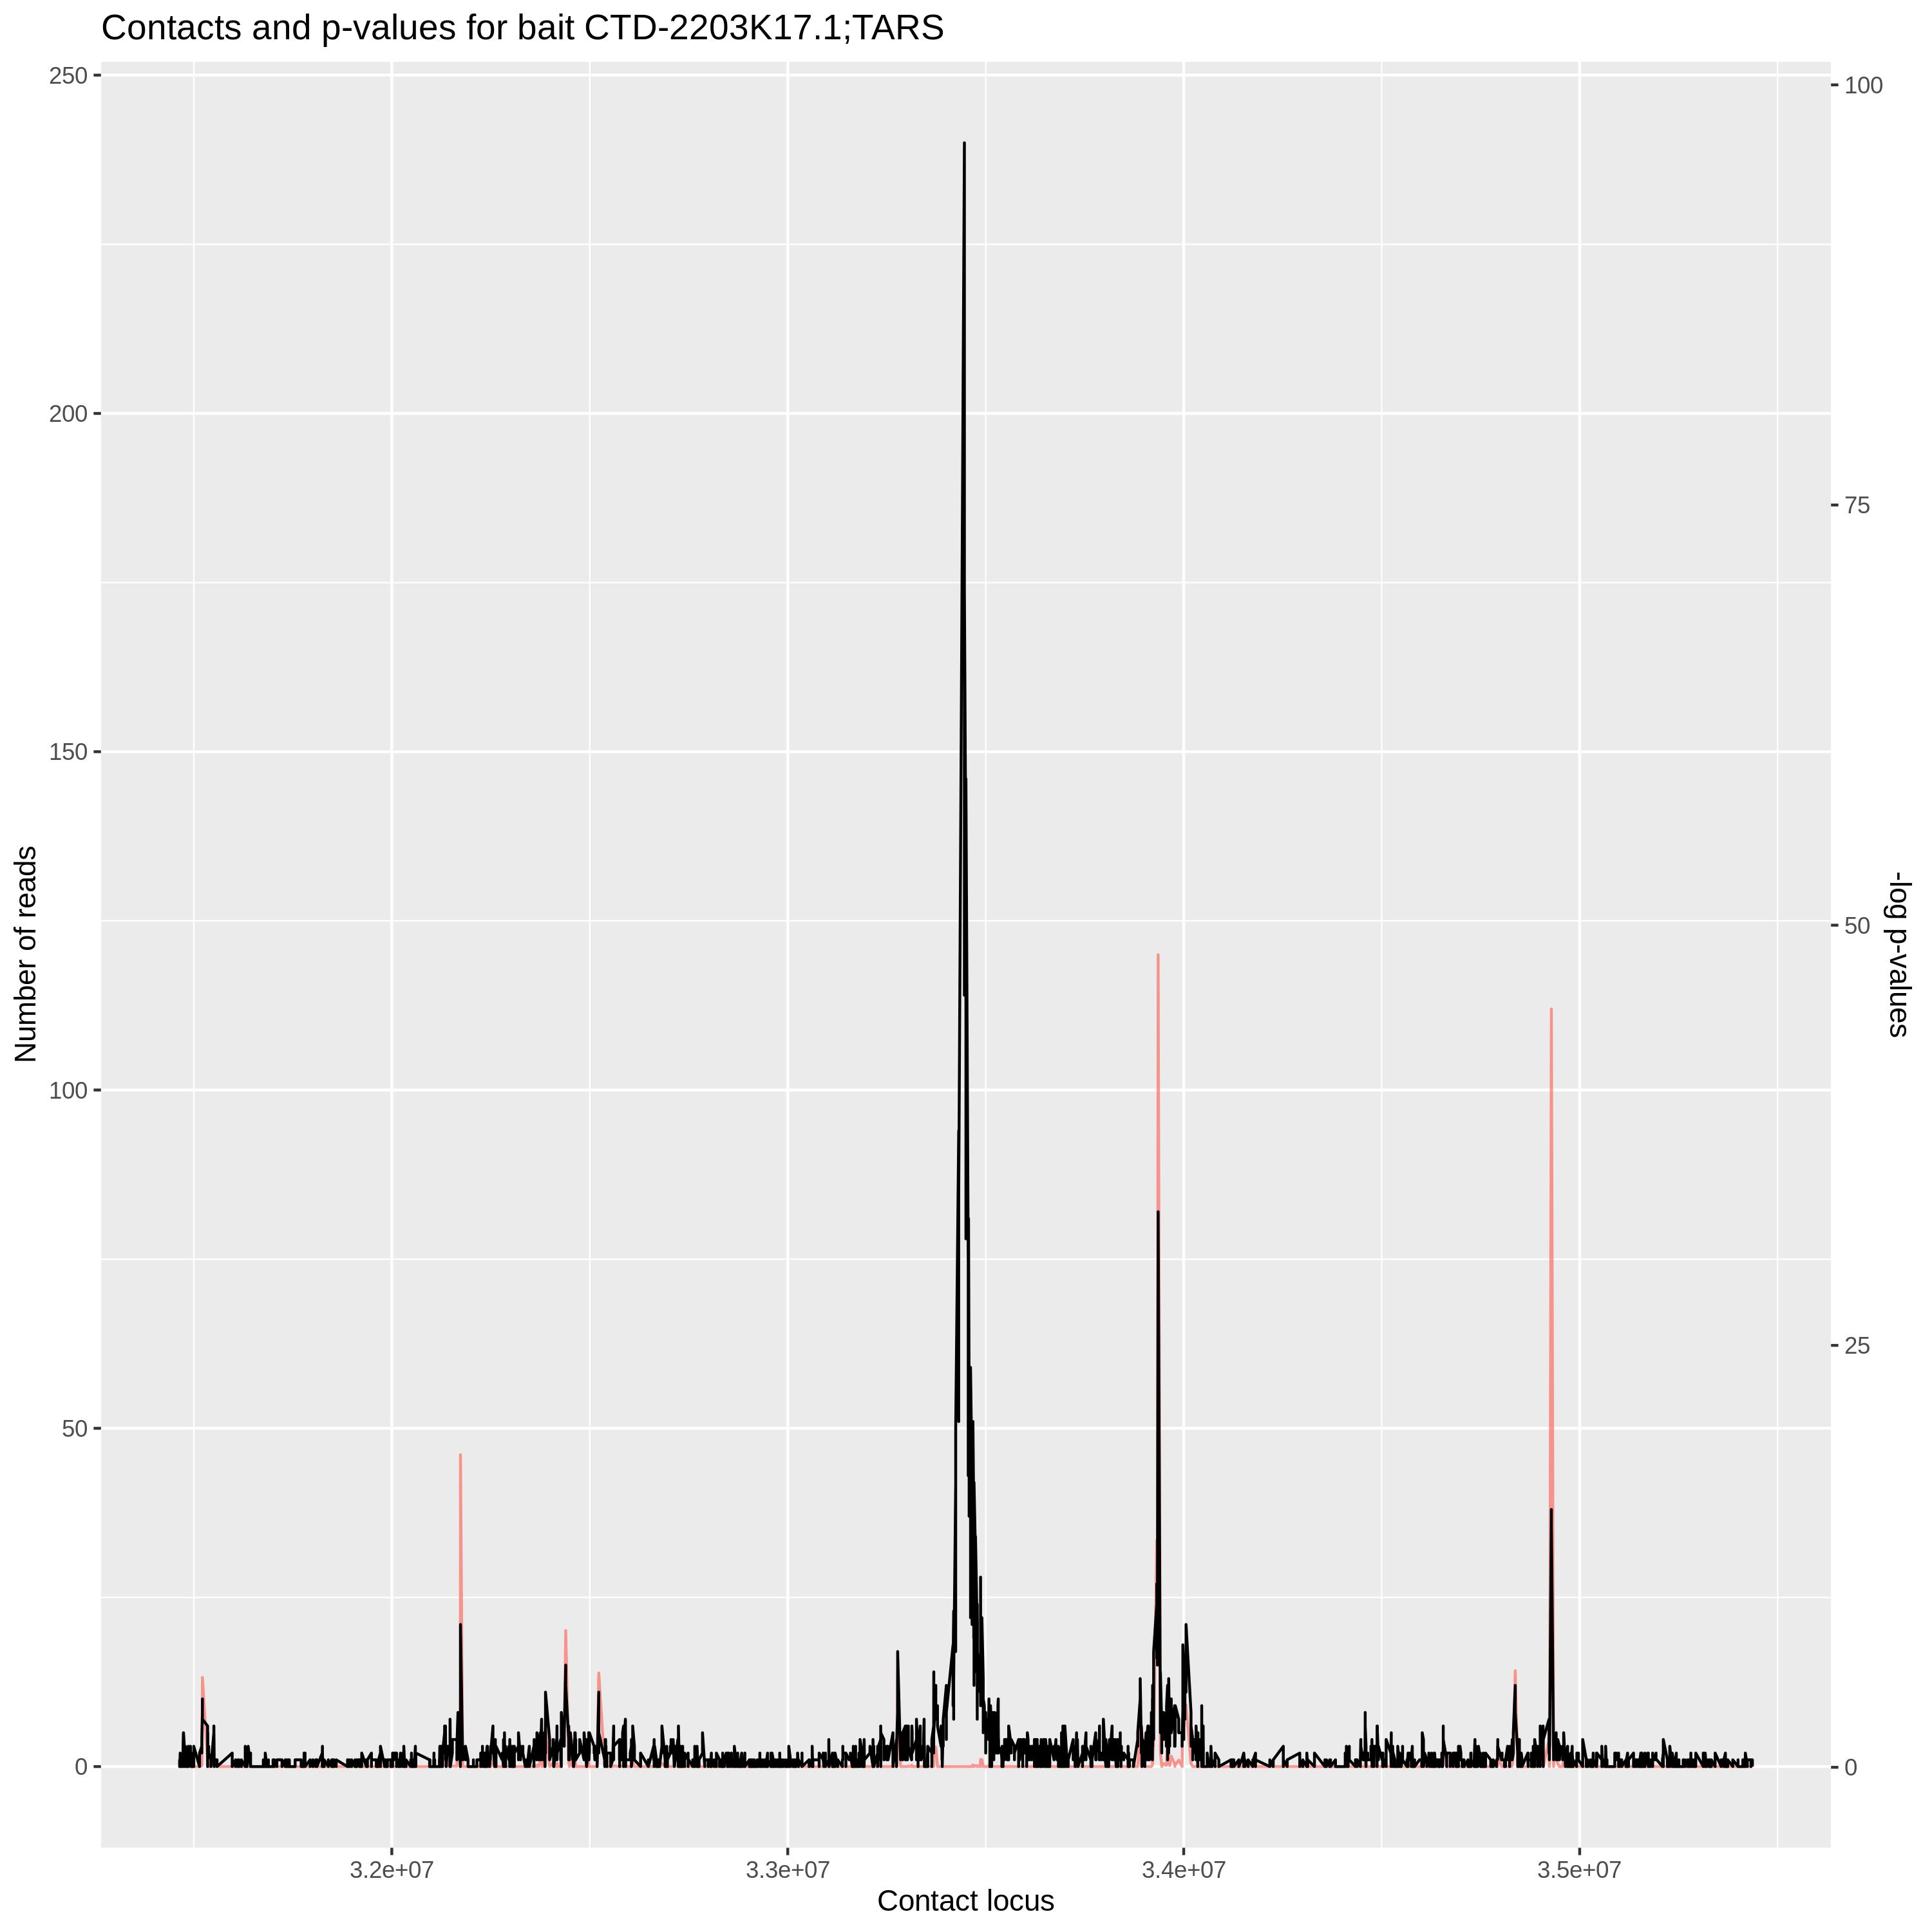 Contacts and p-values for bait CTD-2203K17.1;TARS
250
200
150
100
50
0
Number of reads
100
75
50
25
0
-log p-values
3.2e+07
3.3e+07
3.4e+07
3.5e+07
Contact locus